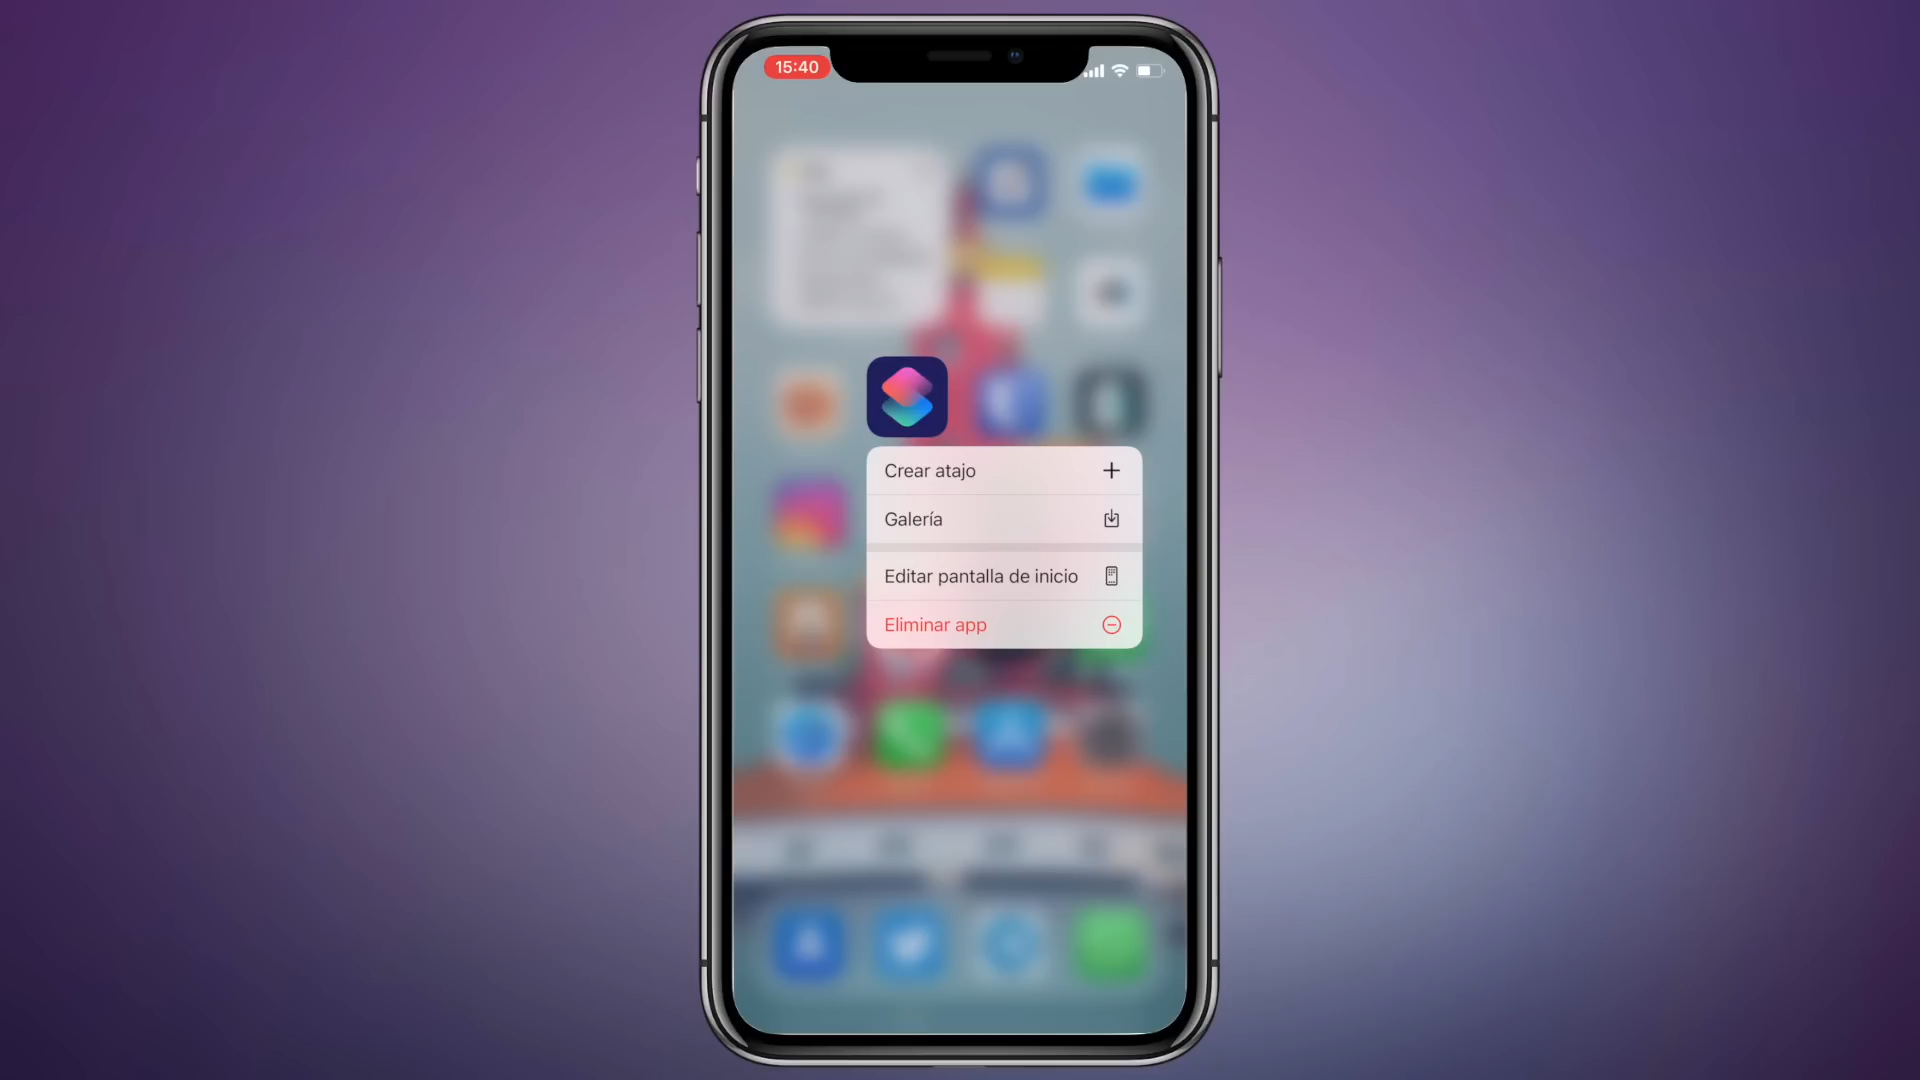 15:40
Crear atajo
Galería
Editar pantalla de inicio
Eliminar app